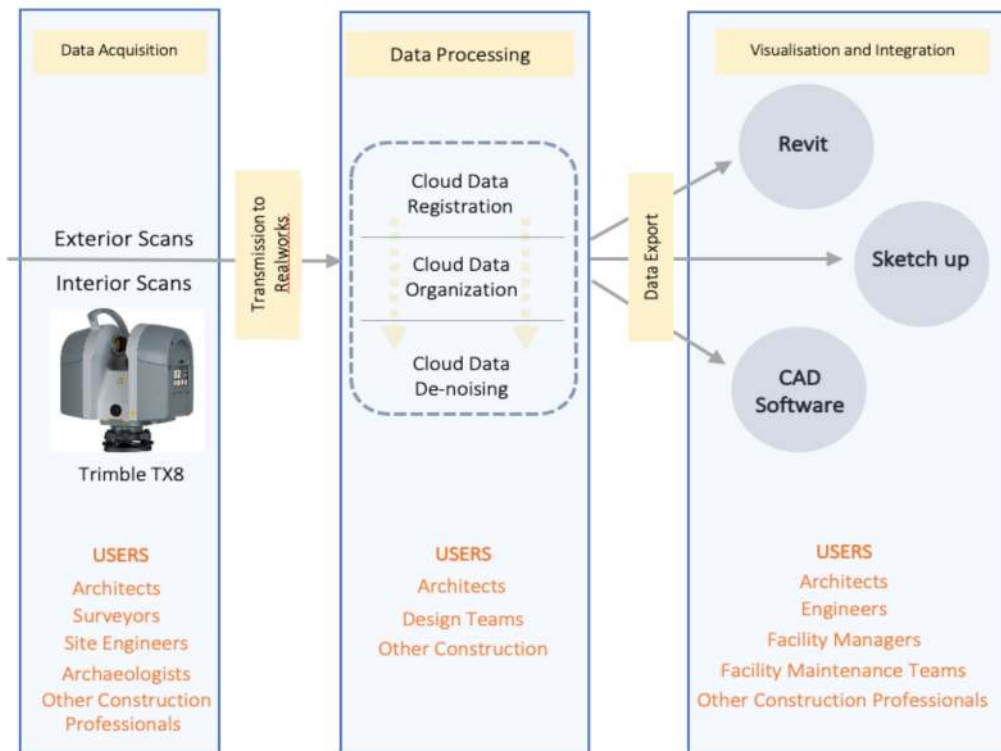 Data Acquisition
Exterior Scans
Interior Scans
Trimble TX8
USERS
Architects
Surveyors
Site Engineers
Archaeologists
Other Construction
Professionals
Transmission to
Realworks
Data Processing
Cloud Data
Registration
Cloud Data
Organization
Cloud Data
De-noising
USERS
Architects
Design Teams
Other Construction
Data Export
Visualisation and Integration
Revit
Sketch up
CAD
Software
USERS
Architects
Engineers
Facility Managers
Facility Maintenance Teams
Other Construction Professionals